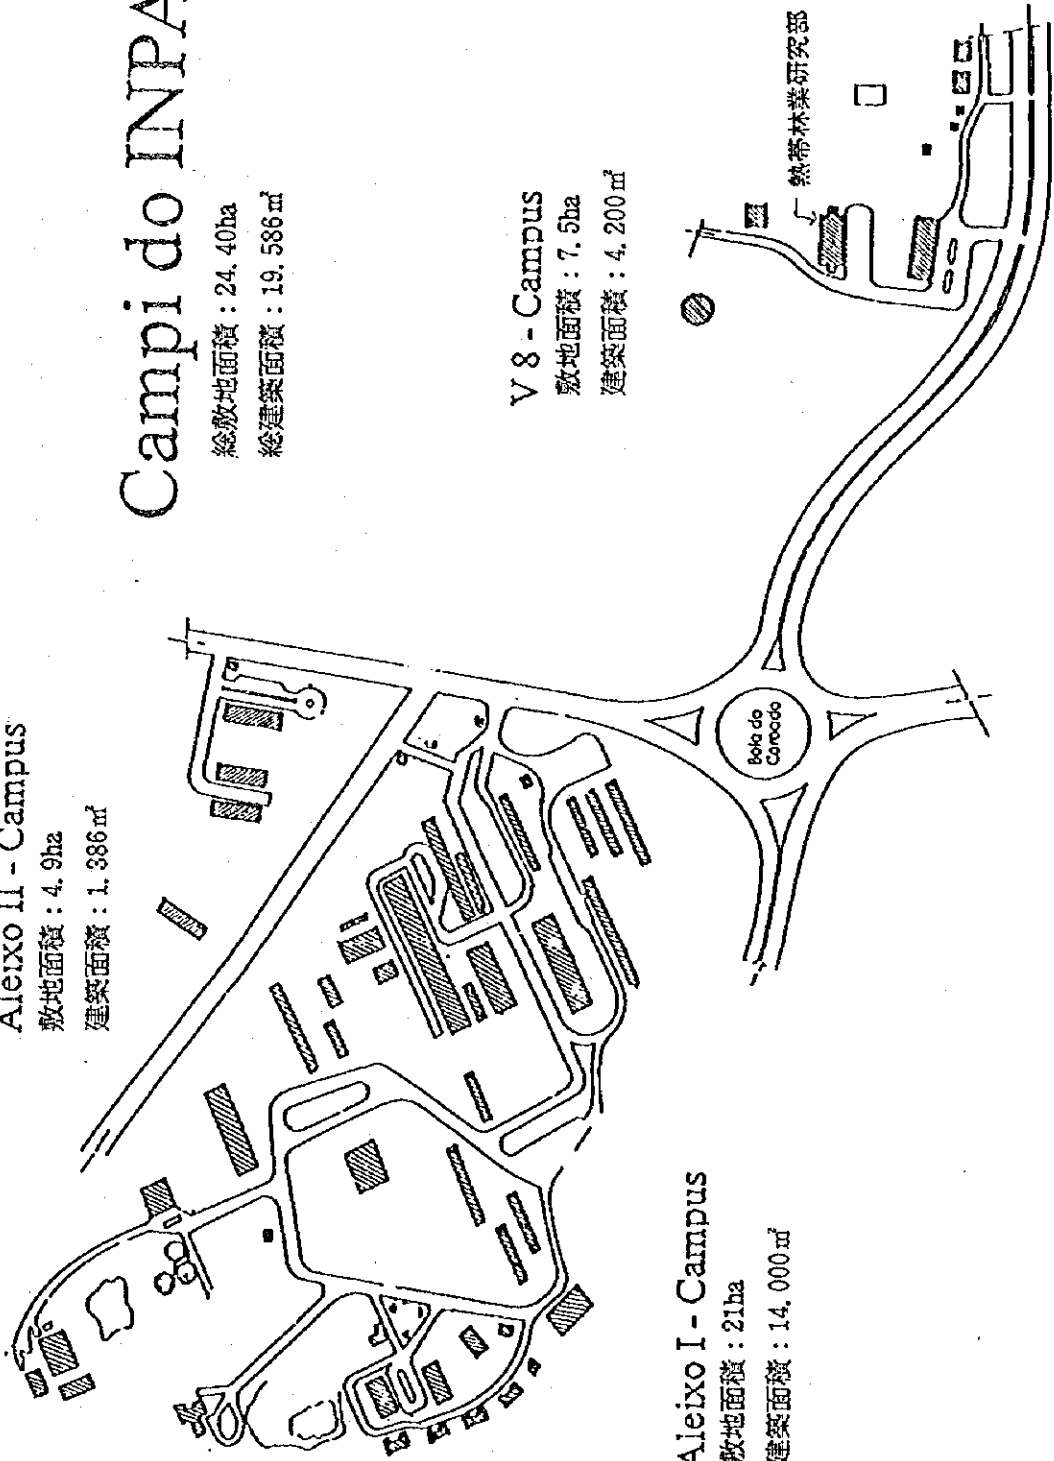 Campi do INPA
総敷地面積：24.40ha
総建築面積：19.586㎡
Aleixo II - Campus
敷地面積：4.9ha
建築面積：1.386㎡
V 8 - Campus
敷地面積：7.5ha
建築面積：4.200㎡
熱帯林業研究部
Bola do
Coroado
Aleixo I - Campus
敷地面積：21ha
建築面積：14.000㎡